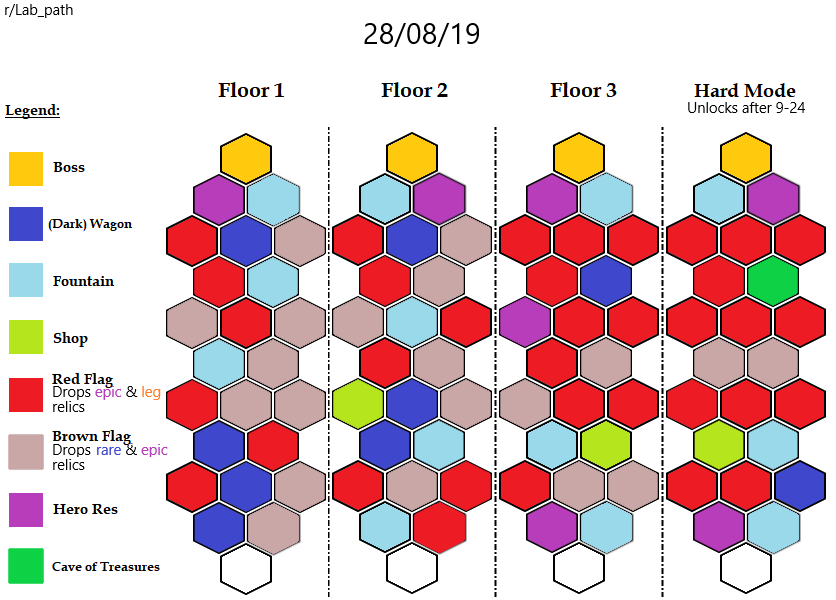 r/Lab_path
28/08/19
Floor 1
Floor 2
Floor 3
Hard Mode
Unlocks after 9-24
Legend:
Boss
(Dark) Wagon
Fountain
Shop
Red Flag
Drops epic & leg
relics
Brown Flag
Drops rare & epic
relics
Hero Res
Cave of Treasures